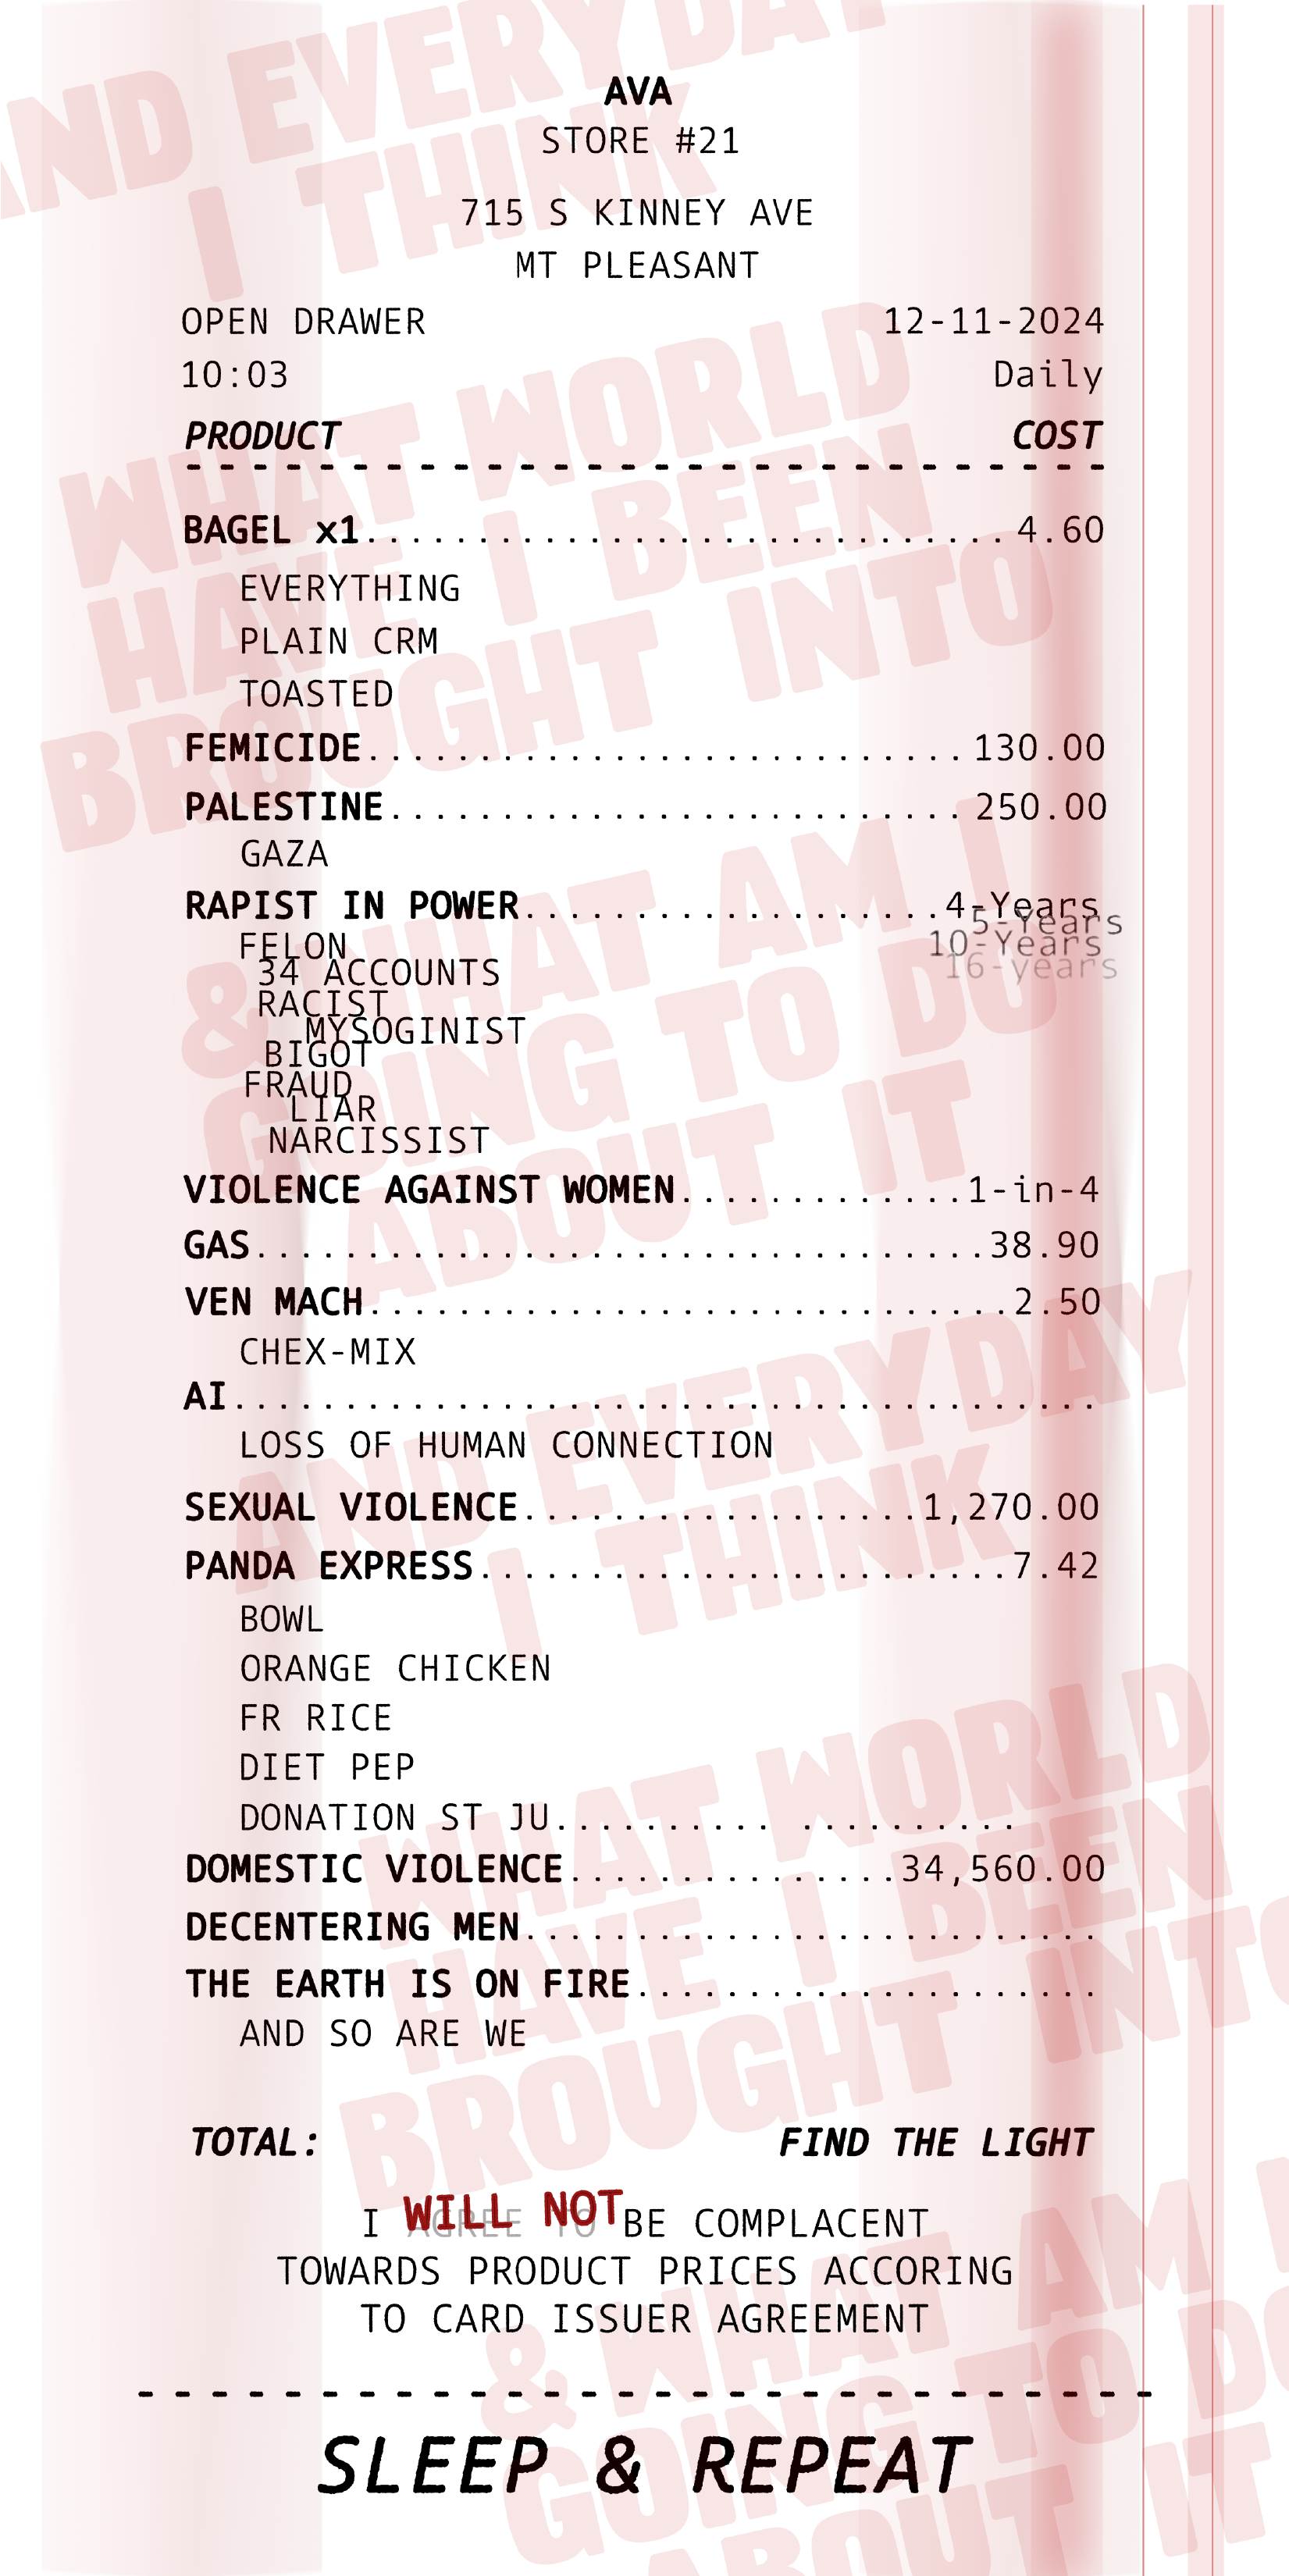 AND EVERYDAY
I THINK
AVA
STORE #21
715 S KINNEY AVE
MT PLEASANT
OPEN DRAWER 12-11-2024
10:03 Daily
WHAT WORLD
HAVE I BEEN
BROUGHT INTO
PRODUCT COST
BAGEL x1 4.60
EVERYTHING
PLAIN CRM
TOASTED
FEMICIDE 130.00
PALESTINE 250.00
GAZA
& WHAT AM I
GOING TO DO
ABOUT IT
RAPIST IN POWER 4-Years
5-Years
10-Years
16-years
FELON
34 ACCOUNTS
RACIST
MYSOGINIST
BIGOT
FRAUD
LIAR
NARCISSIST
VIOLENCE AGAINST WOMEN 1-in-4
GAS 38.90
VEN MACH 2.50
CHEX-MIX
AI
LOSS OF HUMAN CONNECTION
AND EVERYDAY
I THINK
SEXUAL VIOLENCE 1,270.00
PANDA EXPRESS 7.42
BOWL
ORANGE CHICKEN
FR RICE
DIET PEP
DONATION ST JU
WHAT WORLD
HAVE I BEEN
BROUGHT INTO
DOMESTIC VIOLENCE 34,560.00
DECENTERING MEN
THE EARTH IS ON FIRE
AND SO ARE WE
TOTAL: FIND THE LIGHT
I AGREE TO WILL NOT BE COMPLACENT
TOWARDS PRODUCT PRICES ACCORING
TO CARD ISSUER AGREEMENT
& WHAT AM I
GOING TO DO
ABOUT IT
SLEEP & REPEAT